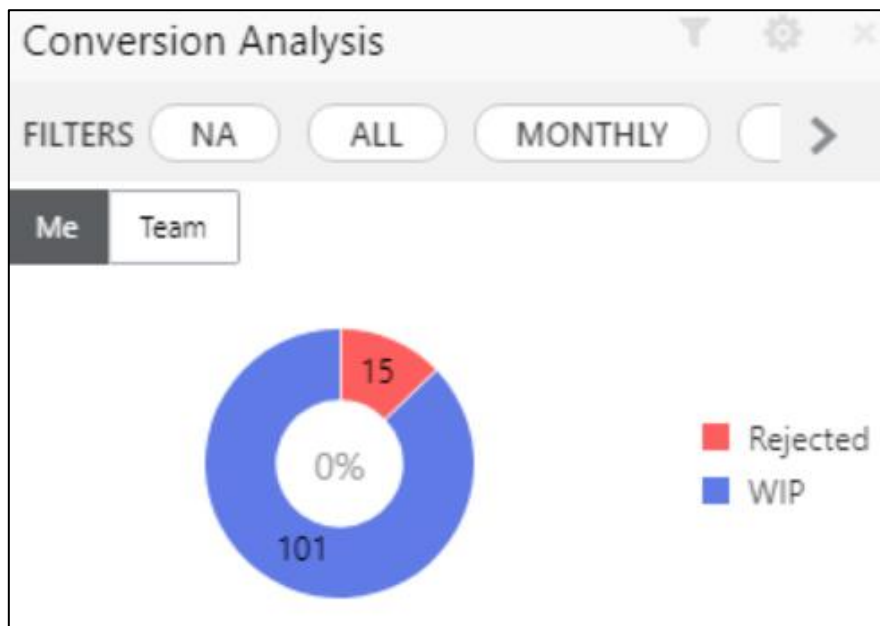 Conversion Analysis
FILTERS NA ALL MONTHLY
Me Team
15
0%
101
Rejected
WIP